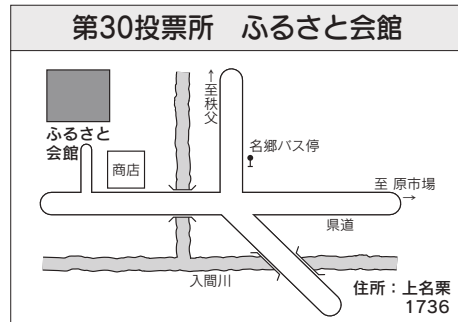 第30投票所　ふるさと会館
↑至秩父
ふるさと
会館
商店
名郷バス停
至 原市場
→
県道
入間川
住所：上名栗
1736